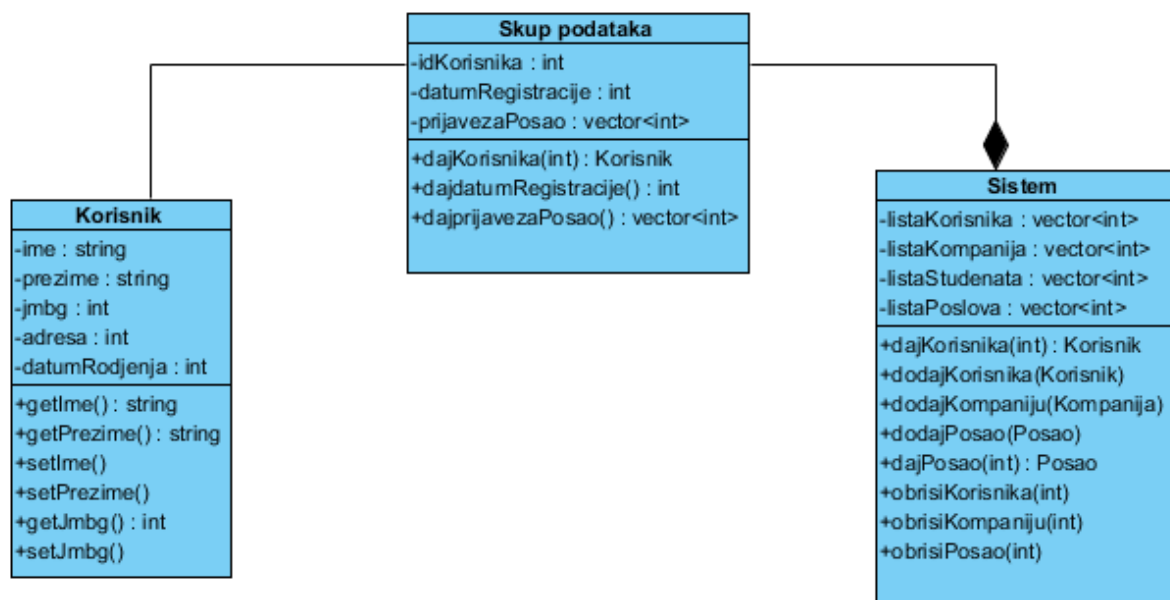 Skup podataka
-idKorisnika : int
-datumRegistracije : int
-prijavezaPosao : vector<int>
+dajKorisnika(int) : Korisnik
+dajdatumRegistracije() : int
+dajprijavezaPosao() : vector<int>
Korisnik
-ime : string
-prezime : string
-jmbg : int
-adresa : int
-datumRodjenja : int
+getIme() : string
+getPrezime() : string
+setIme()
+setPrezime()
+getJmbg() : int
+setJmbg()
Sistem
-listaKorisnika : vector<int>
-listaKompanija : vector<int>
-listaStudenata : vector<int>
-listaPoslova : vector<int>
+dajKorisnika(int) : Korisnik
+dodajKorisnika(Korisnik)
+dodajKompaniju(Kompanija)
+dodajPosao(Posao)
+dajPosao(int) : Posao
+obrisiKorisnika(int)
+obrisiKompaniju(int)
+obrisiPosao(int)